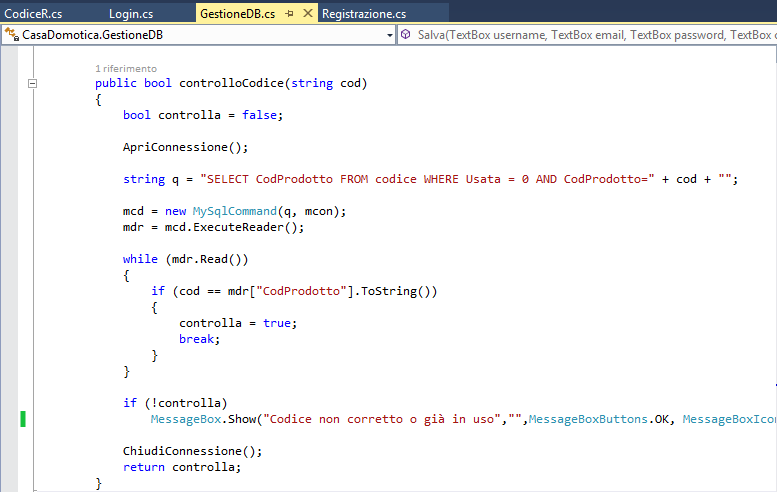 CodiceR.cs Login.cs GestioneDB.cs Registrazione.cs
CasaDomotica.GestioneDB Salva(TextBox username, TextBox email, TextBox password, TextBox c
1 riferimento
public bool controlloCodice(string cod)
{
bool controlla = false;
ApriConnessione();
string q = "SELECT CodProdotto FROM codice WHERE Usata = 0 AND CodProdotto=" + cod + "";
mcd = new MySqlCommand(q, mcon);
mdr = mcd.ExecuteReader();
while (mdr.Read())
{
if (cod == mdr["CodProdotto"].ToString())
{
controlla = true;
break;
}
}
if (!controlla)
MessageBox.Show("Codice non corretto o già in uso","",MessageBoxButtons.OK, MessageBoxIcon
ChiudiConnessione();
return controlla;
}